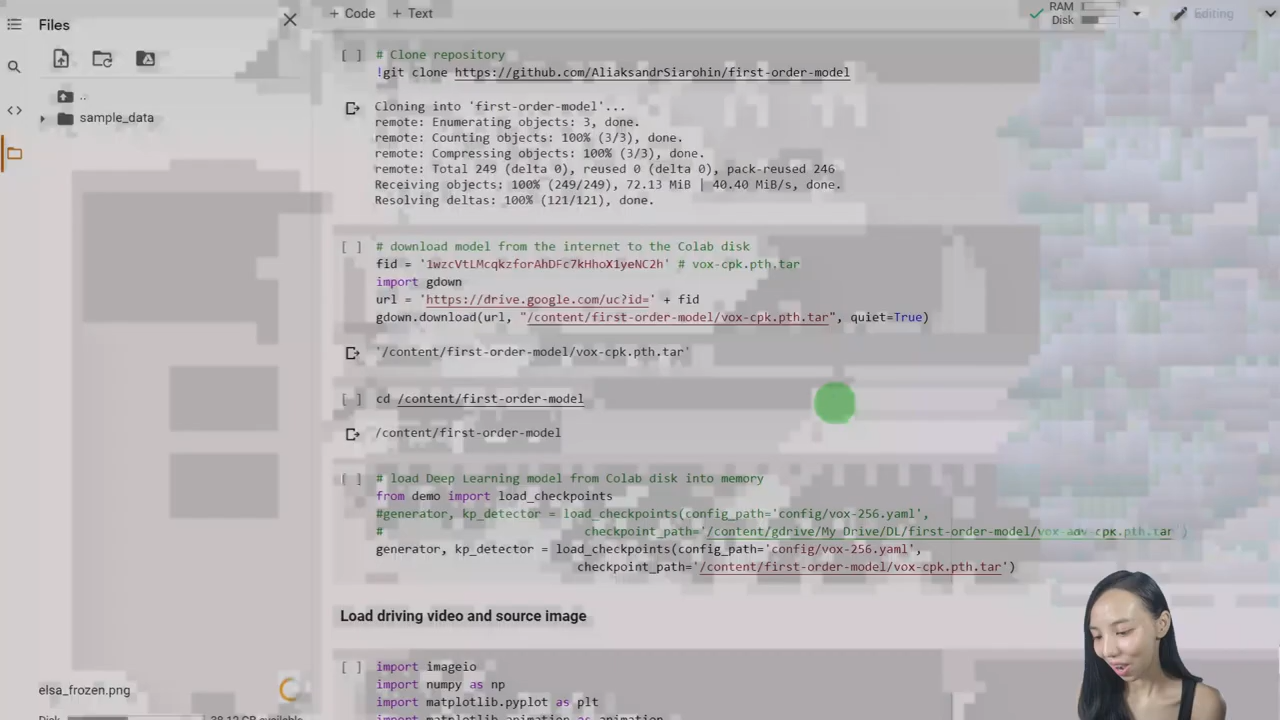 Files
+ Code + Text
RAM
Disk
Editing
..
sample_data
[ ] # Clone repository
!git clone https://github.com/AliaksandrSiarohin/first-order-model
Cloning into 'first-order-model'...
remote: Enumerating objects: 3, done.
remote: Counting objects: 100% (3/3), done.
remote: Compressing objects: 100% (3/3), done.
remote: Total 249 (delta 0), reused 0 (delta 0), pack-reused 246
Receiving objects: 100% (249/249), 72.13 MiB | 40.40 MiB/s, done.
Resolving deltas: 100% (121/121), done.
[ ] # download model from the internet to the Colab disk
fid = '1wzcVtLMcqkzforAhDFc7kHhoX1yeNC2h' # vox-cpk.pth.tar
import gdown
url = 'https://drive.google.com/uc?id=' + fid
gdown.download(url, "/content/first-order-model/vox-cpk.pth.tar", quiet=True)
'/content/first-order-model/vox-cpk.pth.tar'
[ ] cd /content/first-order-model
/content/first-order-model
[ ] # load Deep Learning model from Colab disk into memory
from demo import load_checkpoints
#generator, kp_detector = load_checkpoints(config_path='config/vox-256.yaml',
# checkpoint_path='/content/gdrive/My Drive/DL/first-order-model/vox-adv-cpk.pth.tar')
generator, kp_detector = load_checkpoints(config_path='config/vox-256.yaml',
checkpoint_path='/content/first-order-model/vox-cpk.pth.tar')
Load driving video and source image
[ ] import imageio
import numpy as np
import matplotlib.pyplot as plt
import matplotlib.animation as animation
elsa_frozen.png
Disk 38.12 GB available